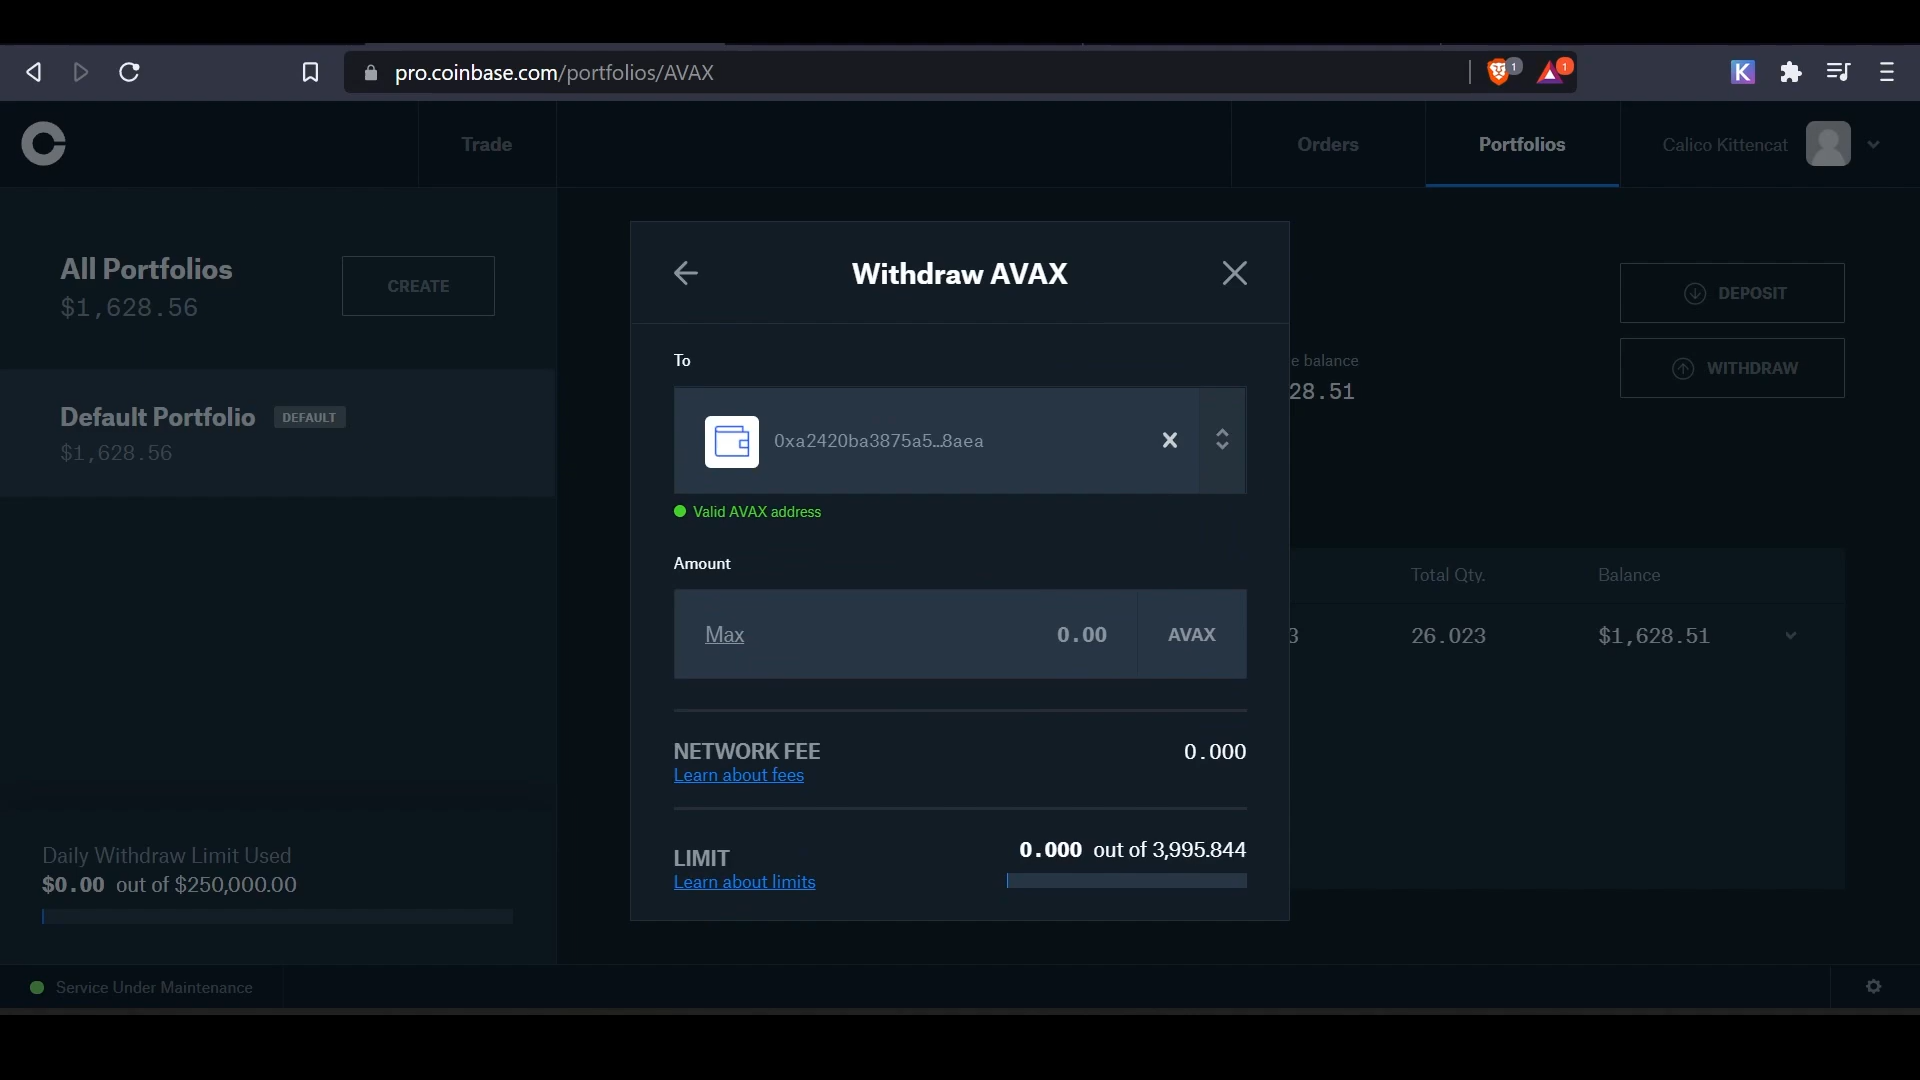 pro.coinbase.com/portfolios/AVAX
1
1
K
Trade
Orders
Portfolios
Calico Kittencat
All Portfolios
$1,628.56
CREATE
Default Portfolio DEFAULT
$1,628.56
Daily Withdraw Limit Used
$0.00 out of $250,000.00
Service Under Maintenance
Withdraw AVAX
To
0xa2420ba3875a5...8aea
Valid AVAX address
Amount
Max 0.00 AVAX
NETWORK FEE 0.000
Learn about fees
LIMIT 0.000 out of 3,995.844
Learn about limits
DEPOSIT
WITHDRAW
e balance
28.51
Total Qty. Balance
3 26.023 $1,628.51